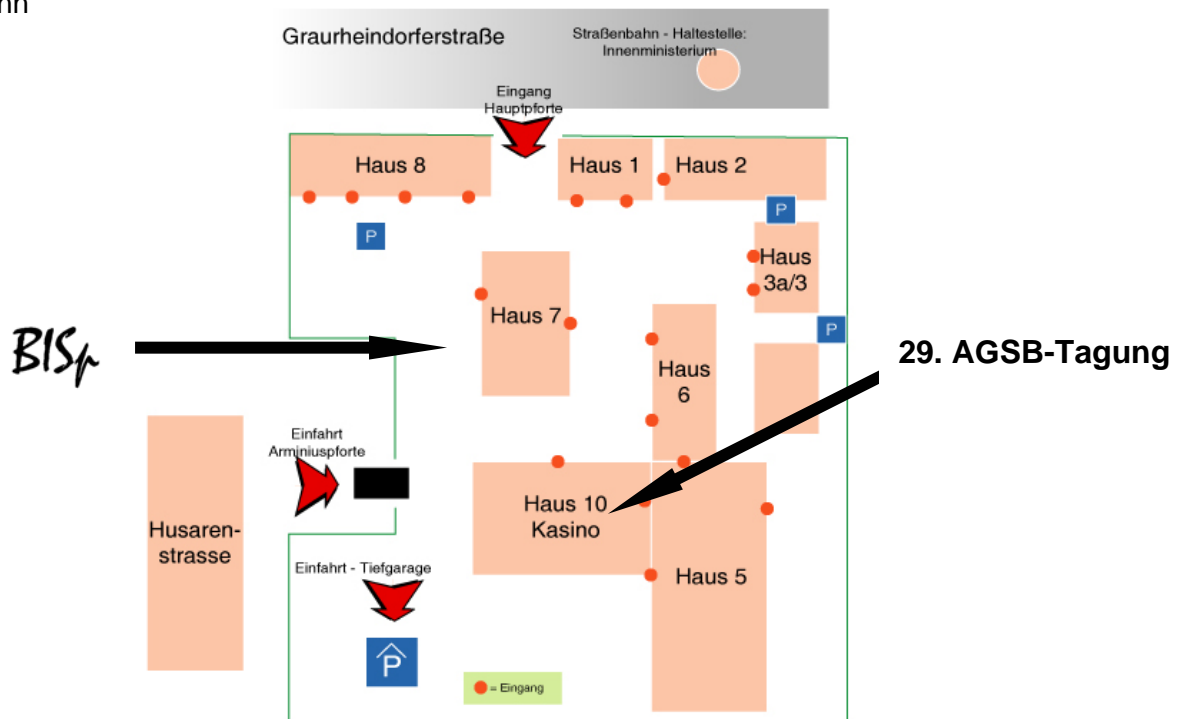 Graurheindorferstraße
Straßenbahn - Haltestelle:
Innenministerium
Eingang
Hauptpforte
Haus 8
Haus 1
Haus 2
P
P
Haus
3a/3
Haus 7
P
BISp
29. AGSB-Tagung
Haus
6
Einfahrt
Arminiuspforte
Haus 10
Kasino
Husaren-
strasse
Einfahrt - Tiefgarage
Haus 5
P
= Eingang